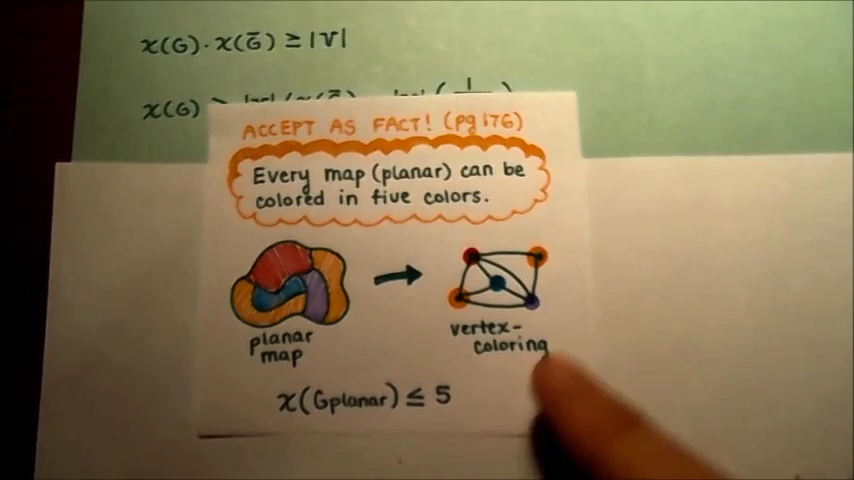 χ(G) · χ(Ḡ) ≥ |V|
χ(G) ≥
ACCEPT AS FACT! (pg 176)
Every map (planar) can be
colored in five colors.
planar
map
vertex-
coloring
χ(Gplanar) ≤ 5